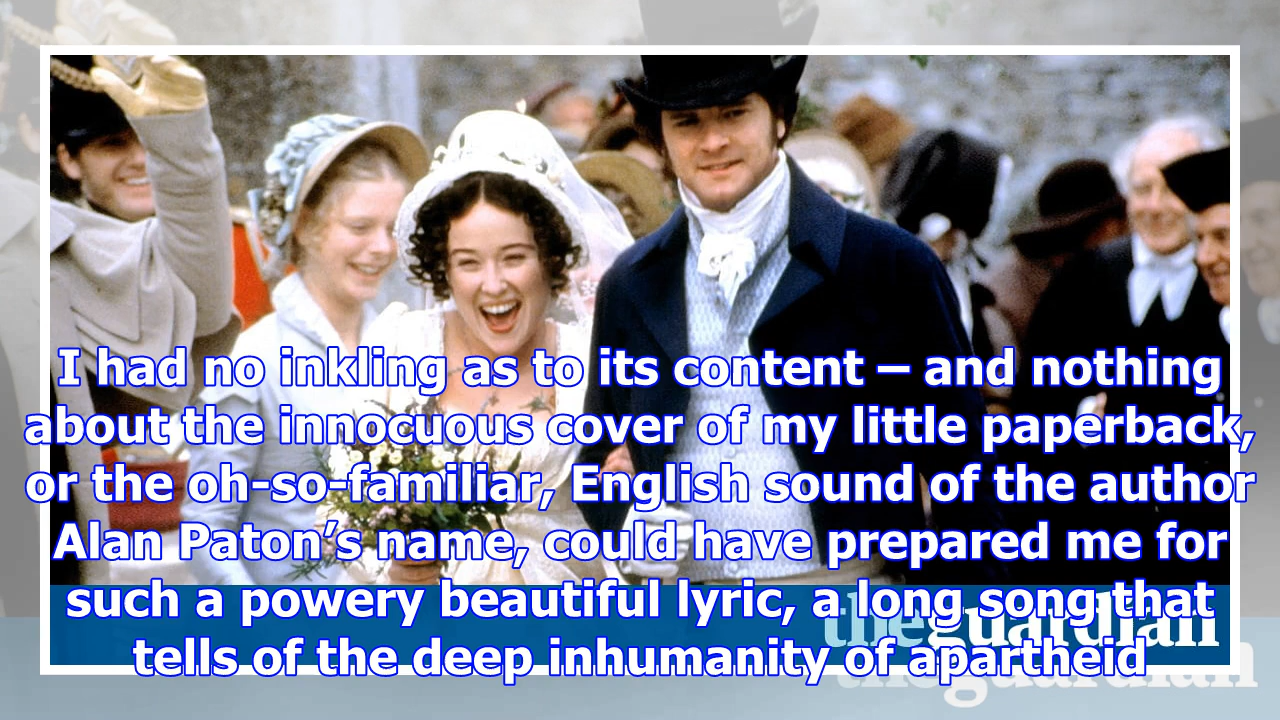 I had no inkling as to its content – and nothing
about the innocuous cover of my little paperback,
or the oh-so-familiar, English sound of the author
Alan Paton’s name, could have prepared me for
such a powery beautiful lyric, a long song that
tells of the deep inhumanity of apartheid
theguardian
theguardian